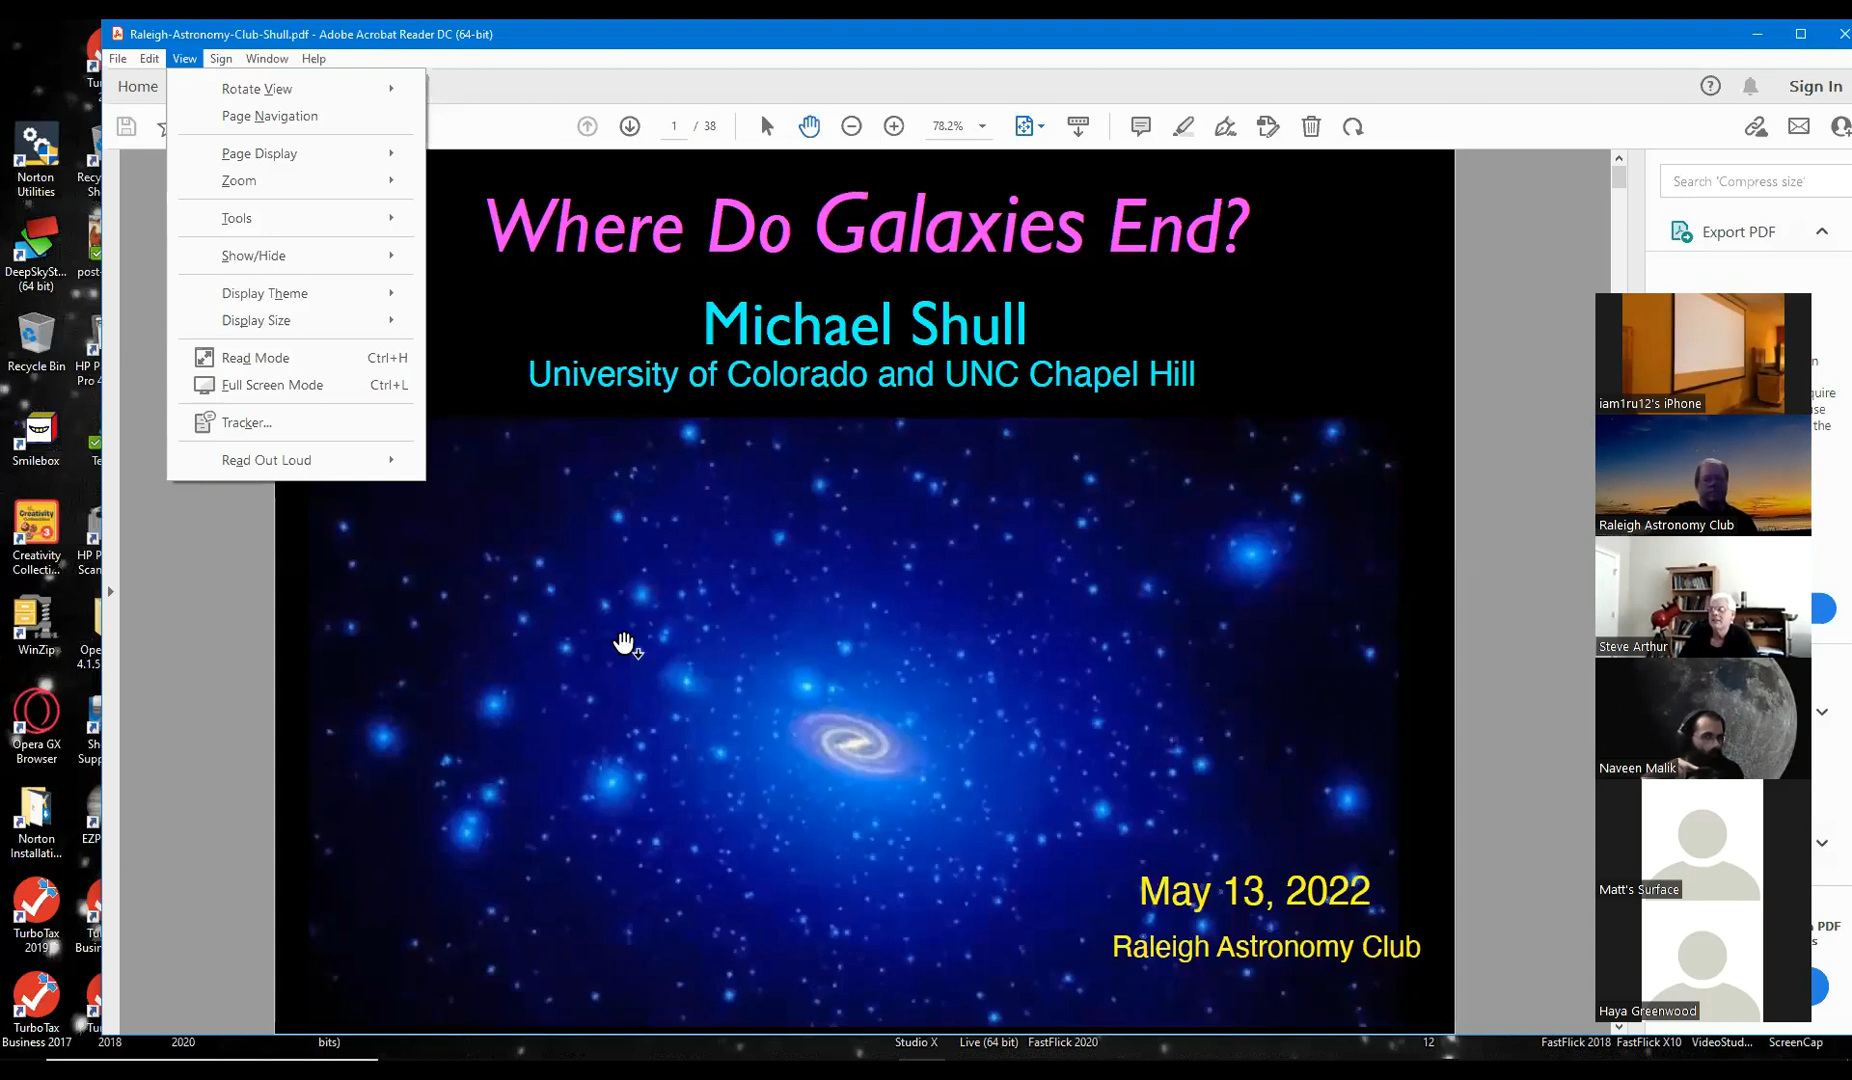 Raleigh-Astronomy-Club-Shull.pdf - Adobe Acrobat Reader DC (64-bit)
File Edit View Sign Window Help
Home
Sign In
Rotate View
Page Navigation
Page Display
Zoom
Tools
Show/Hide
Display Theme
Display Size
Read Mode Ctrl+H
Full Screen Mode Ctrl+L
Tracker...
Read Out Loud
1 / 38
78.2%
Search 'Compress size'
Export PDF
Where Do Galaxies End?
Michael Shull
University of Colorado and UNC Chapel Hill
May 13, 2022
Raleigh Astronomy Club
iam1ru12's iPhone
Raleigh Astronomy Club
Steve Arthur
Naveen Malik
Matt's Surface
Haya Greenwood
Norton
Utilities
DeepSkySt...
(64 bit)
Recycle Bin
Smilebox
Creativity
Collecti...
WinZip
Opera GX
Browser
Norton
Installati...
TurboTax
2019
TurboTax
Business 2017
2018
2020
bits)
Studio X
Live (64 bit)
FastFlick 2020
12
FastFlick 2018
FastFlick X10
VideoStud...
ScreenCap